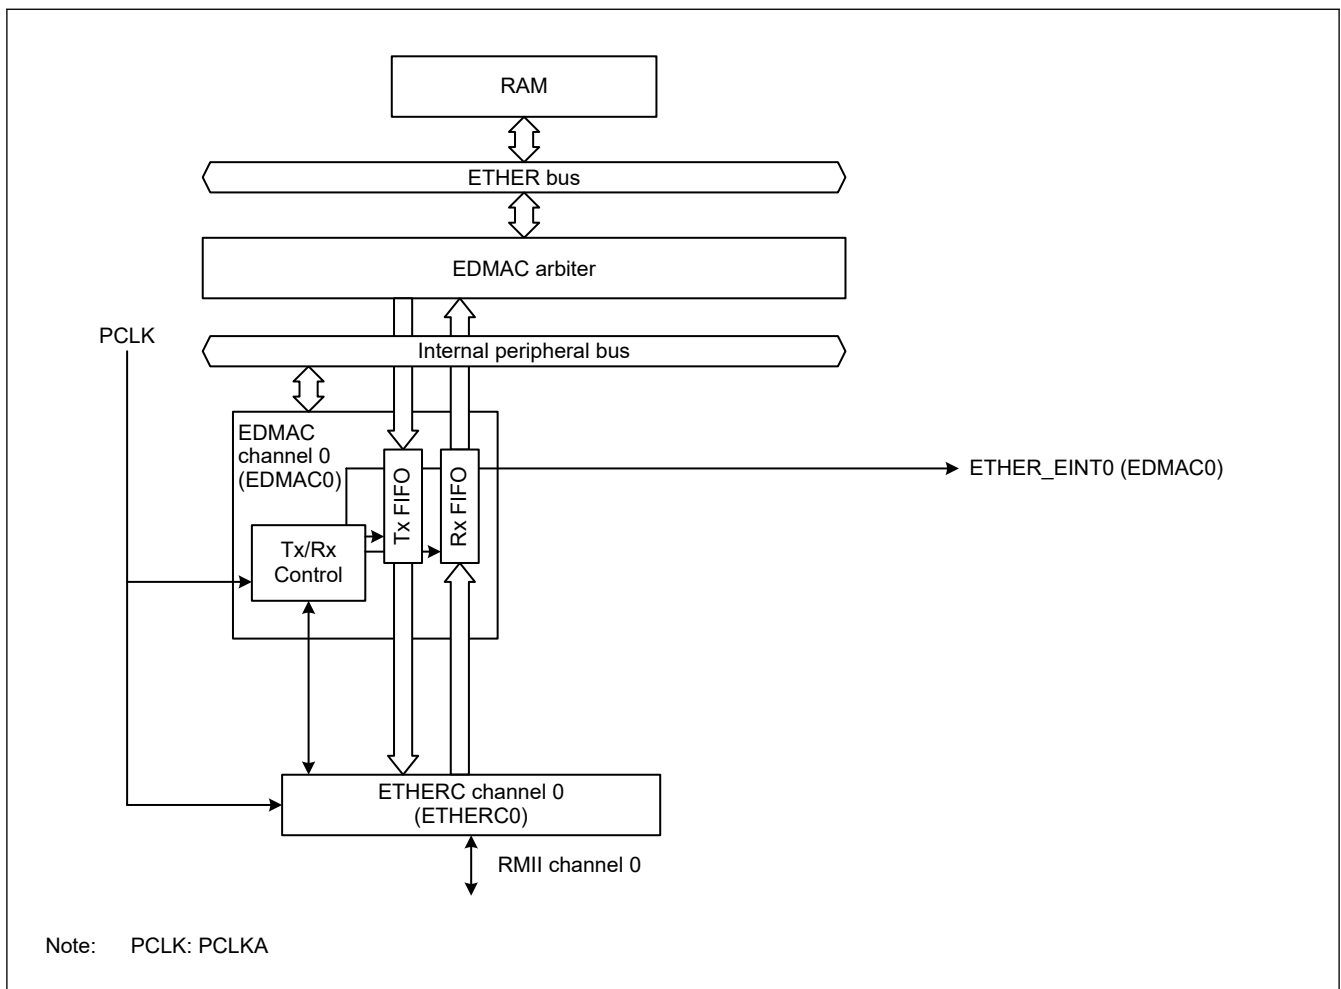 RAM
ETHER bus
EDMAC arbiter
PCLK
Internal peripheral bus
EDMAC
channel 0
(EDMAC0)
Tx FIFO
Rx FIFO
ETHER_EINT0 (EDMAC0)
Tx/Rx
Control
ETHERC channel 0
(ETHERC0)
RMII channel 0
Note: PCLK: PCLKA